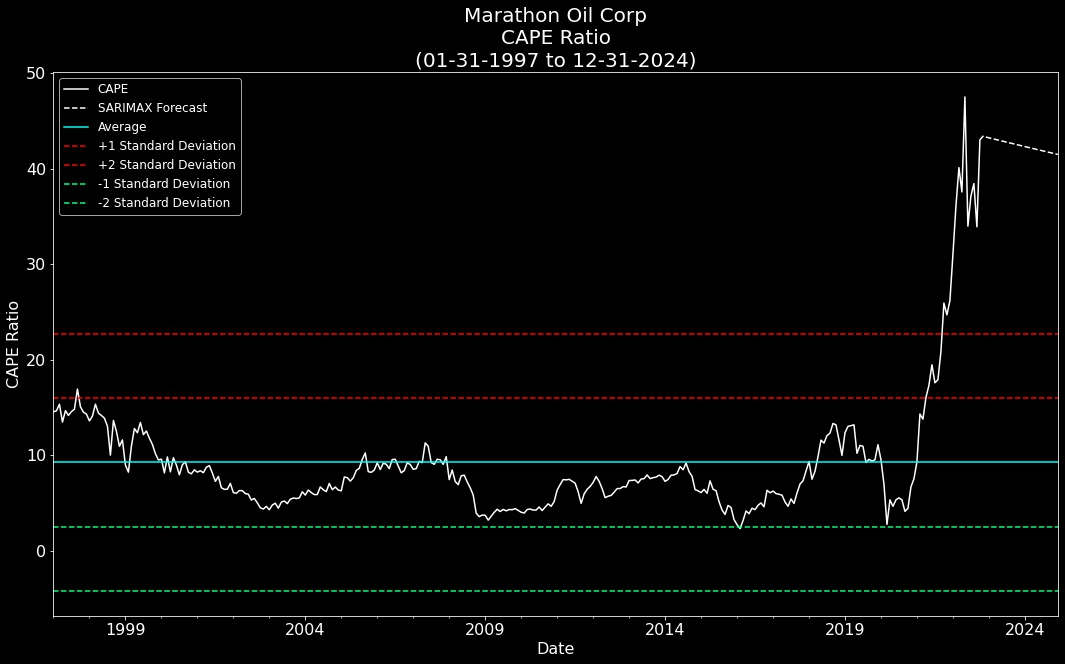 Marathon Oil Corp
CAPE Ratio
(01-31-1997 to 12-31-2024)
50
CAPE
SARIMAX Forecast
Average
+1 Standard Deviation
+2 Standard Deviation
-1 Standard Deviation
-2 Standard Deviation
40
30
CAPE Ratio
20
10
0
1999
2004
2009
2014
2019
2024
Date